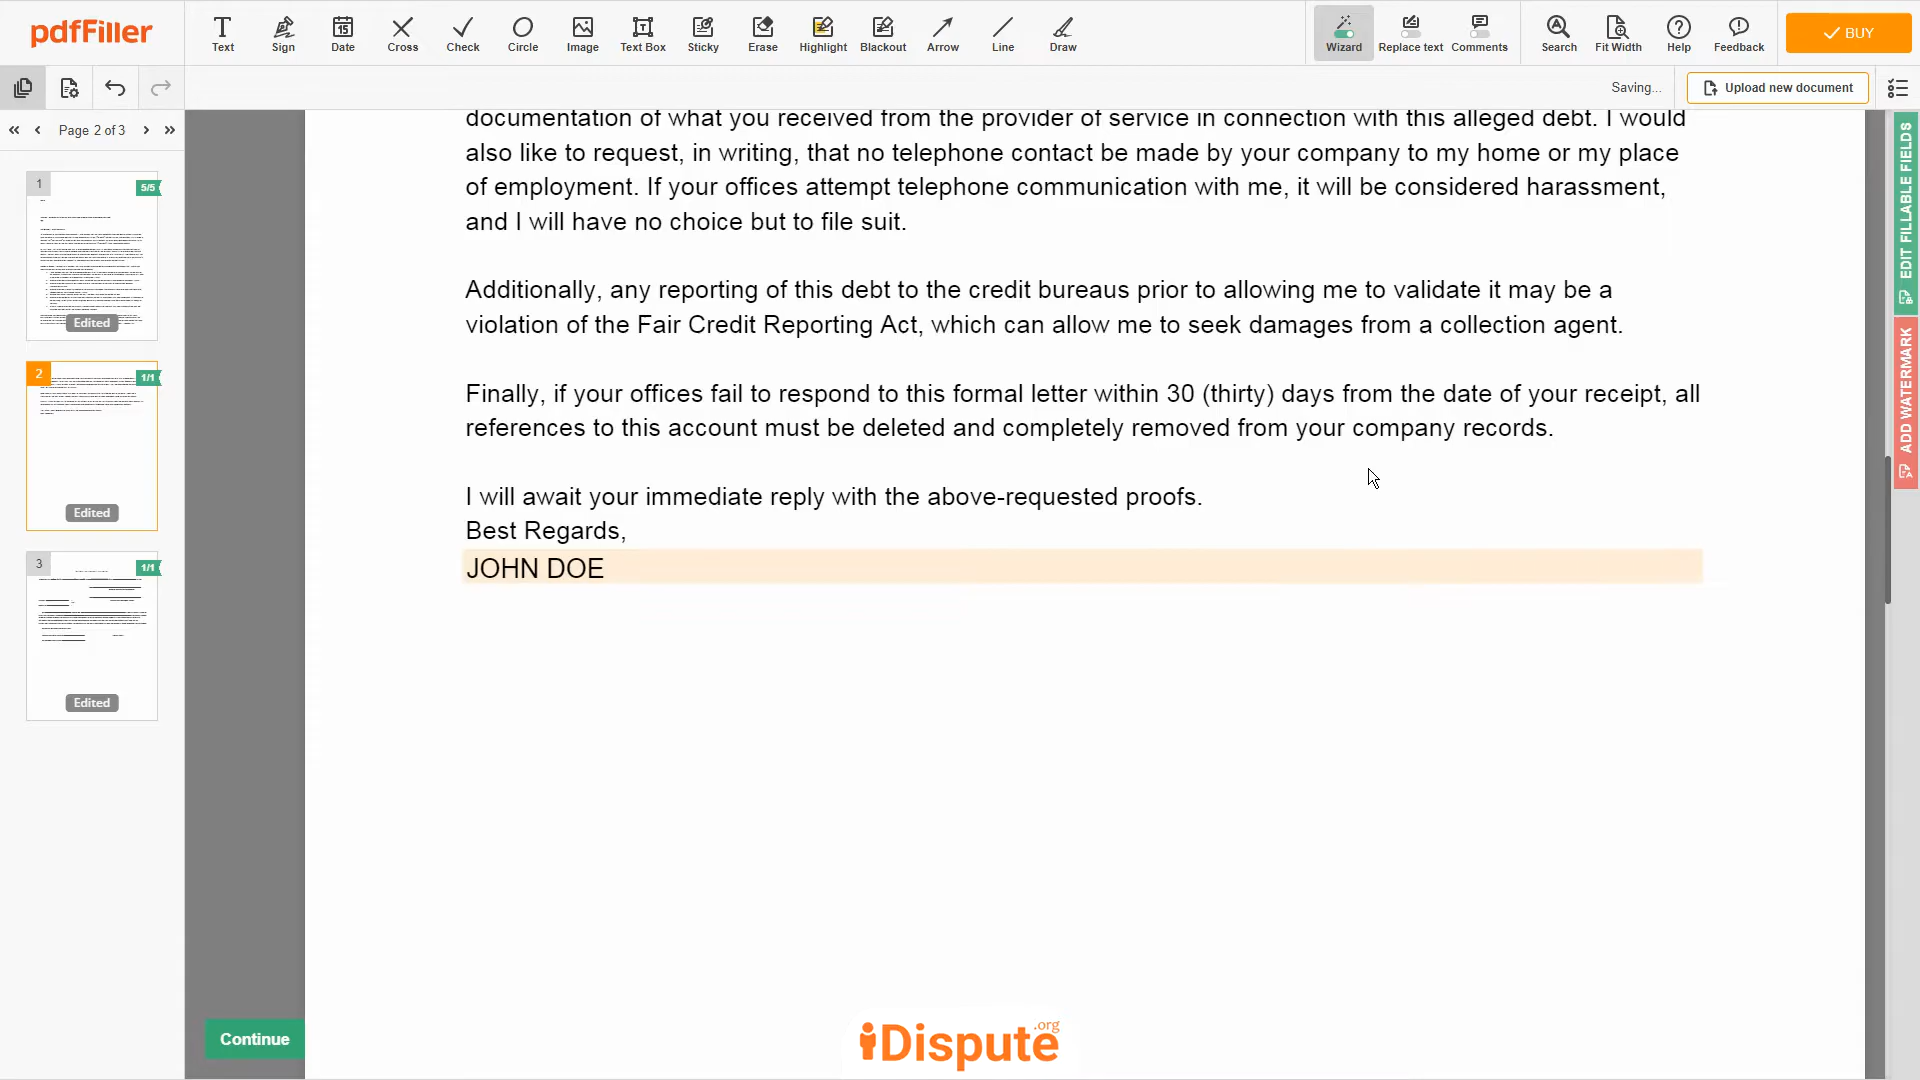 pdfFiller
Text
Sign
Date
Cross
Check
Circle
Image
Text Box
Sticky
Erase
Highlight
Blackout
Arrow
Line
Draw
Wizard
Replace text
Comments
Search
Fit Width
Help
Feedback
BUY
Saving...
Upload new document
Page 2 of 3
1
5/5
Edited
2
1/1
Edited
3
1/1
Edited
documentation of what you received from the provider of service in connection with this alleged debt. I would
also like to request, in writing, that no telephone contact be made by your company to my home or my place
of employment. If your offices attempt telephone communication with me, it will be considered harassment,
and I will have no choice but to file suit.
Additionally, any reporting of this debt to the credit bureaus prior to allowing me to validate it may be a
violation of the Fair Credit Reporting Act, which can allow me to seek damages from a collection agent.
Finally, if your offices fail to respond to this formal letter within 30 (thirty) days from the date of your receipt, all
references to this account must be deleted and completely removed from your company records.
I will await your immediate reply with the above-requested proofs.
Best Regards,
JOHN DOE
EDIT FILLABLE FIELDS
ADD WATERMARK
Continue
iDispute.org